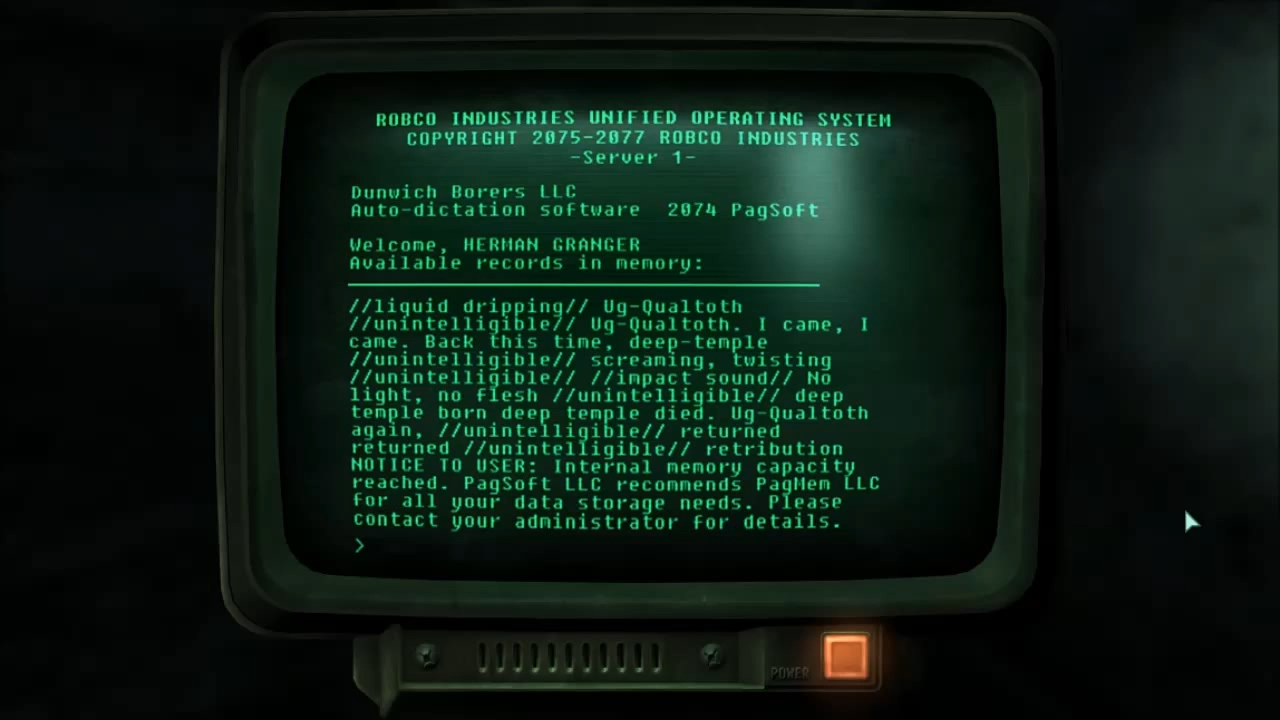 ROBCO INDUSTRIES UNIFIED OPERATING SYSTEM
COPYRIGHT 2075-2077 ROBCO INDUSTRIES
-Server 1-
Dunwich Borers LLC
Auto-dictation software 2074 PagSoft
Welcome, HERMAN GRANGER
Available records in memory:
//liquid dripping// Ug-Qualtoth
//unintelligible// Ug-Qualtoth. I came, I
came. Back this time, deep-temple
//unintelligible// screaming, twisting
//unintelligible// //impact sound// No
light, no flesh //unintelligible// deep
temple born deep temple died. Ug-Qualtoth
again, //unintelligible// returned
returned //unintelligible// retribution
NOTICE TO USER: Internal memory capacity
reached. PagSoft LLC recommends PagMem LLC
for all your data storage needs. Please
contact your administrator for details.
>
POWER